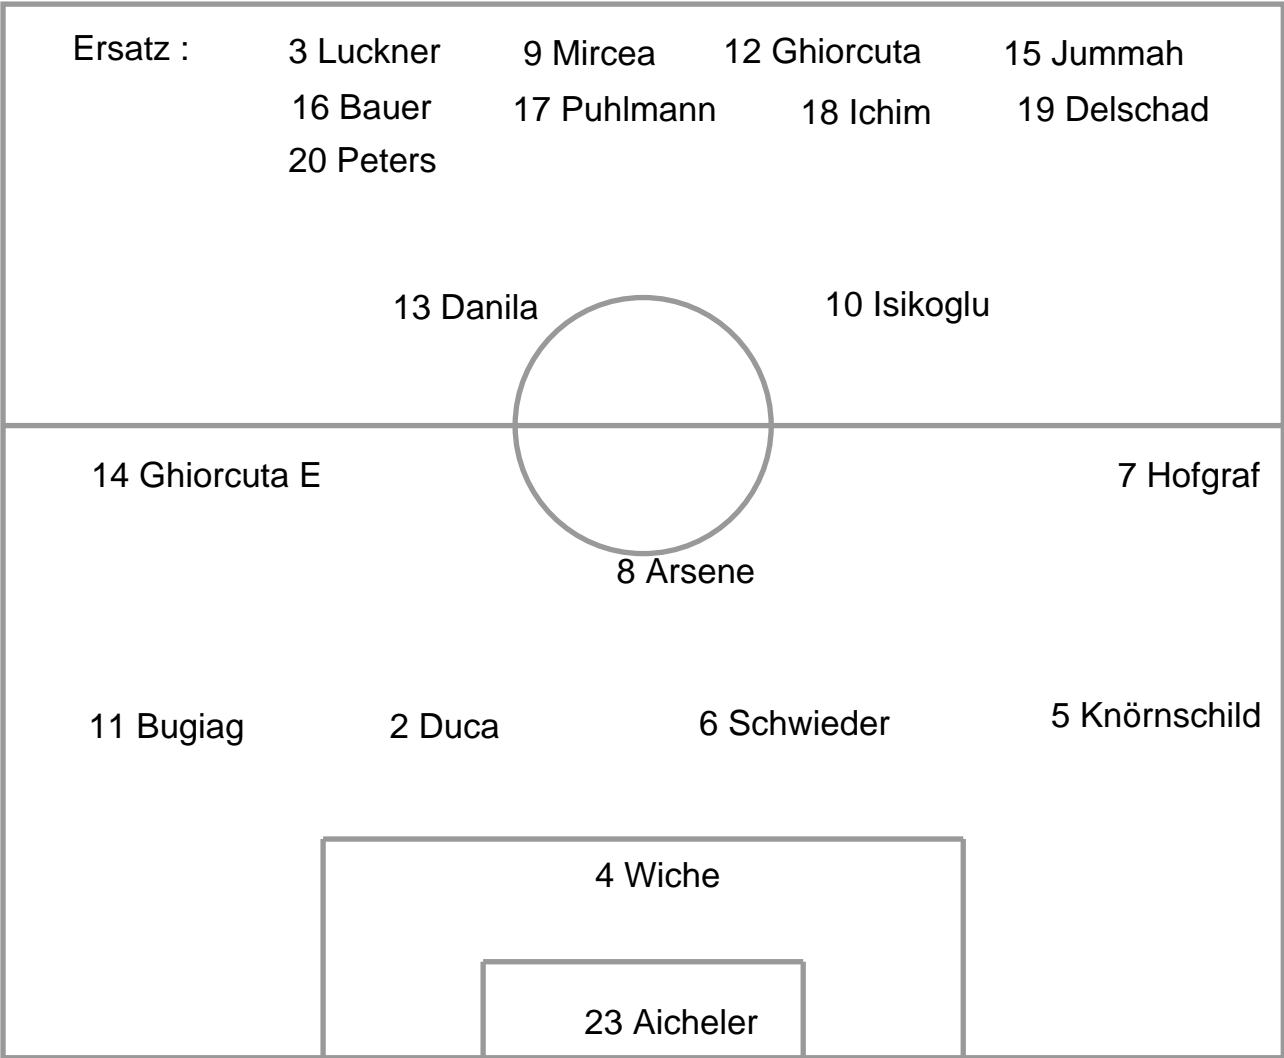 Ersatz : 3 Luckner 9 Mircea 12 Ghiorcuta 15 Jummah
16 Bauer 17 Puhlmann 18 Ichim 19 Delschad
20 Peters
13 Danila 10 Isikoglu
14 Ghiorcuta E 7 Hofgraf
8 Arsene
11 Bugiag 2 Duca 6 Schwieder 5 Knörnschild
4 Wiche
23 Aicheler